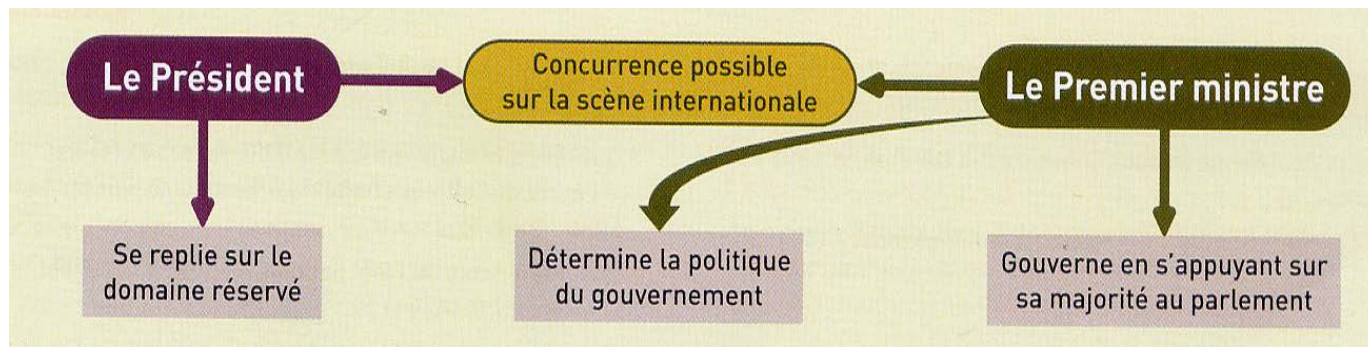 Le Président
Concurrence possible
sur la scène internationale
Le Premier ministre
Se replie sur le
domaine réservé
Détermine la politique
du gouvernement
Gouverne en s'appuyant sur
sa majorité au parlement